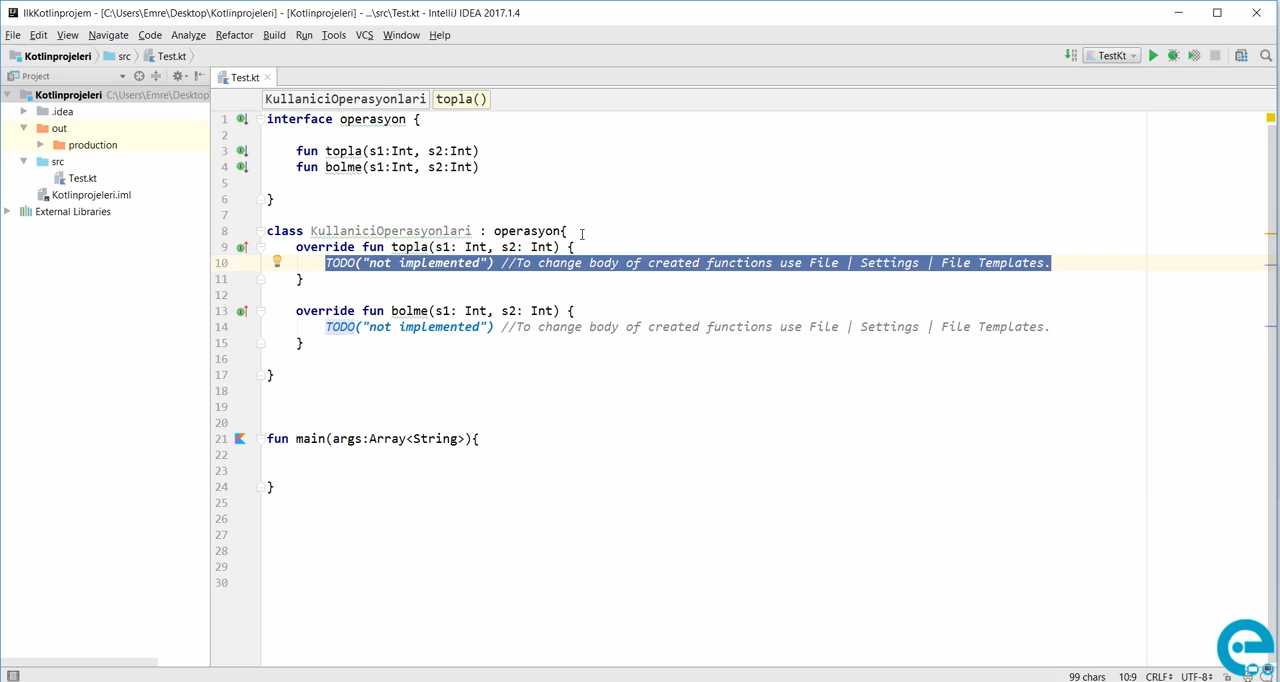 IlkKotlinprojem - [C:\Users\Emre\Desktop\Kotlinprojeleri] - [Kotlinprojeleri] - ...\src\Test.kt - IntelliJ IDEA 2017.1.4
File Edit View Navigate Code Analyze Refactor Build Run Tools VCS Window Help
Kotlinprojeleri src Test.kt TestKt
Project Test.kt
Kotlinprojeleri C:\Users\Emre\Desktop
.idea
out
production
src
Test.kt
Kotlinprojeleri.iml
External Libraries
KullaniciOperasyonlari topla()
1 interface operasyon {
2
3 fun topla(s1:Int, s2:Int)
4 fun bolme(s1:Int, s2:Int)
5
6 }
7
8 class KullaniciOperasyonlari : operasyon{
9 override fun topla(s1: Int, s2: Int) {
10 TODO("not implemented") //To change body of created functions use File | Settings | File Templates.
11 }
12
13 override fun bolme(s1: Int, s2: Int) {
14 TODO("not implemented") //To change body of created functions use File | Settings | File Templates.
15 }
16
17 }
18
19
20
21 fun main(args:Array<String>){
22
23
24 }
25
26
27
28
29
30
99 chars 10:9 CRLF UTF-8